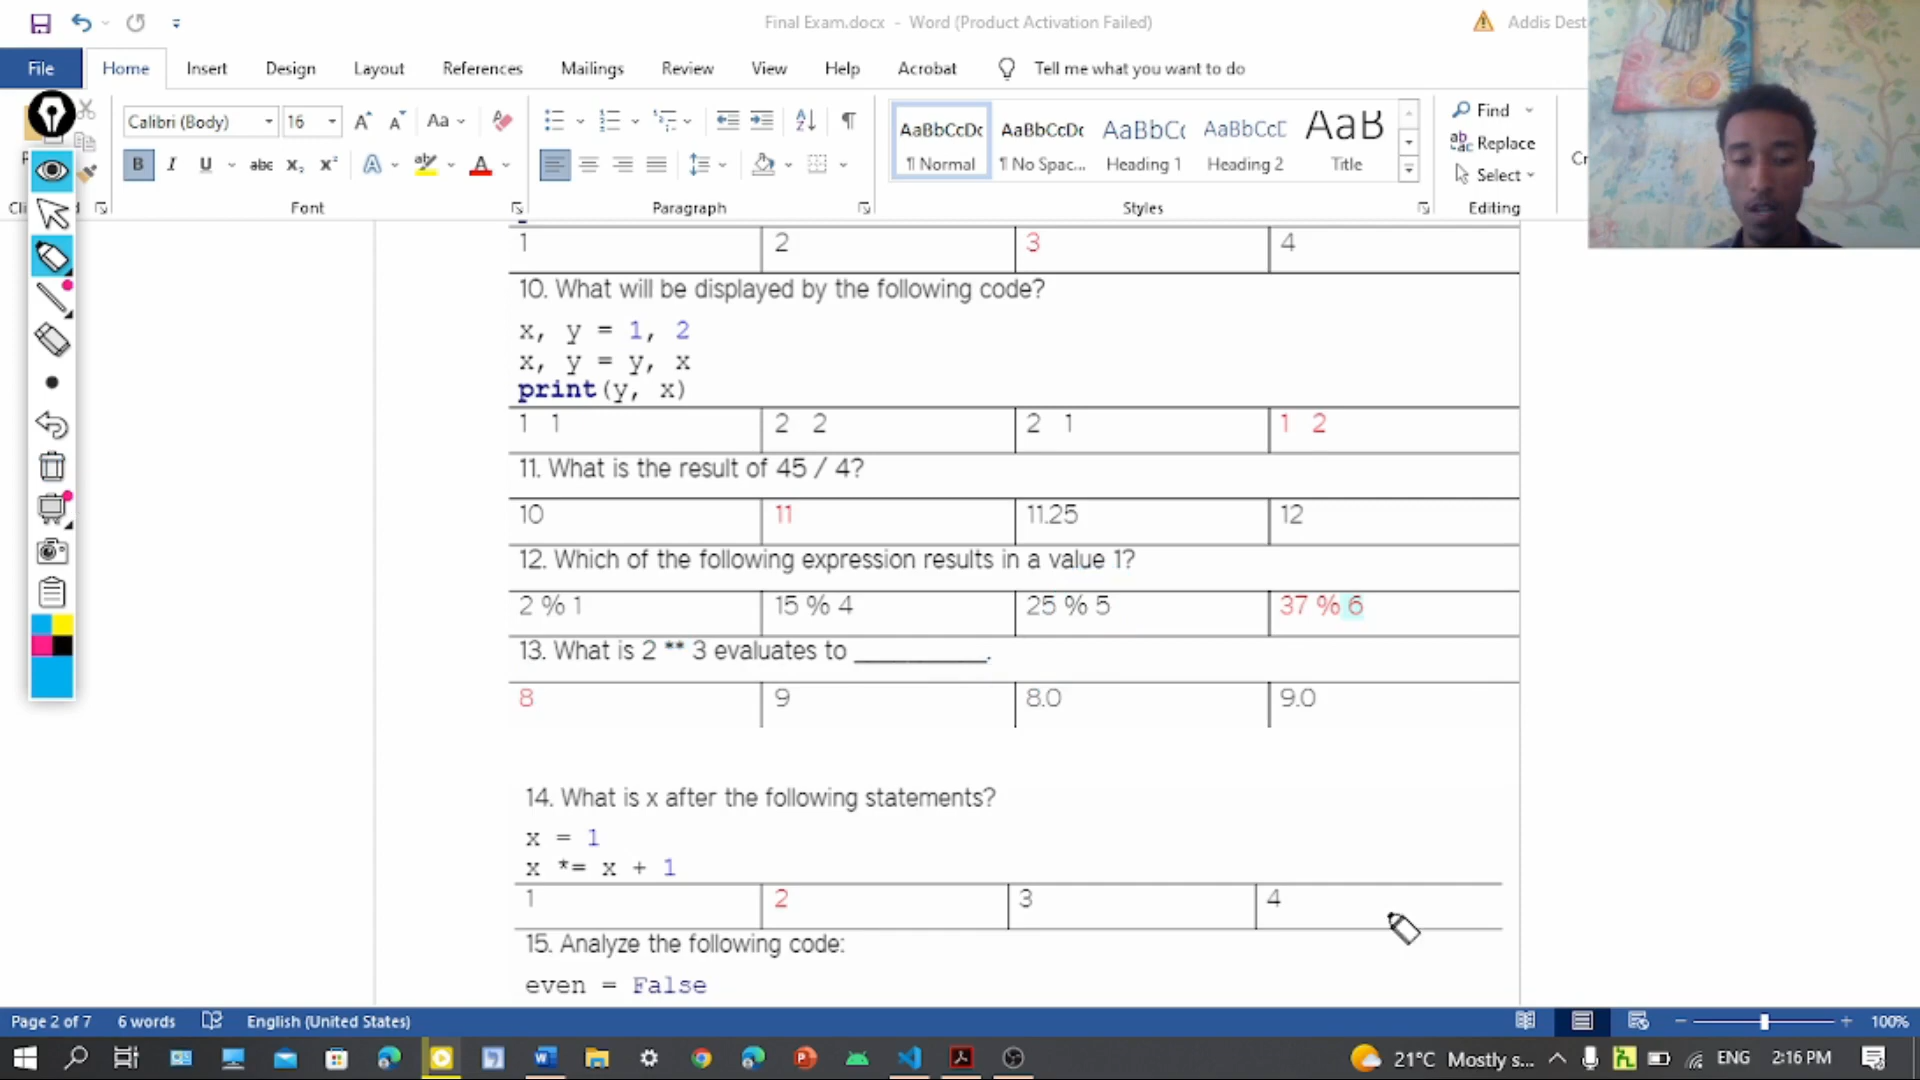 Final Exam.docx - Word (Product Activation Failed)
Addis Dest
File Home Insert Design Layout References Mailings Review View Help Acrobat Tell me what you want to do
Calibri (Body) 16 Aa
AaBbCcDc AaBbCcDc AaBbC AaBbCcD AaB
¶ Normal ¶ No Spac... Heading 1 Heading 2 Title
Find
Replace
Select
Font Paragraph Styles Editing
1 2 3 4
10. What will be displayed by the following code?
x, y = 1, 2
x, y = y, x
print(y, x)
1 1 2 2 2 1 1 2
11. What is the result of 45 / 4?
10 11 11.25 12
12. Which of the following expression results in a value 1?
2 % 1 15 % 4 25 % 5 37 % 6
13. What is 2 ** 3 evaluates to __________.
8 9 8.0 9.0
14. What is x after the following statements?
x = 1
x *= x + 1
1 2 3 4
15. Analyze the following code:
even = False
Page 2 of 7 6 words English (United States) 100%
21°C Mostly s... ENG 2:16 PM